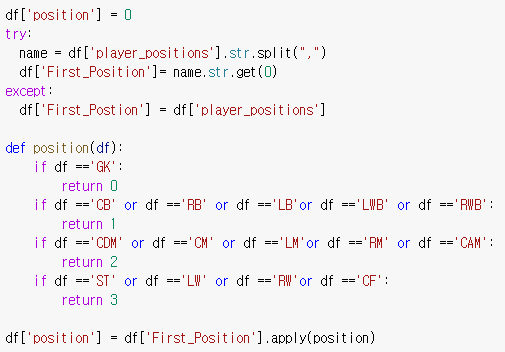 df['position'] = 0
try:
  name = df['player_positions'].str.split(",")
  df['First_Position']= name.str.get(0)
except:
  df['First_Postion'] = df['player_positions']

def position(df):
    if df =='GK':
        return 0
    if df =='CB' or df =='RB' or df =='LB'or df =='LWB' or df =='RWB':
        return 1
    if df =='CDM' or df =='CM' or df =='LM'or df =='RM' or df =='CAM':
        return 2
    if df =='ST' or df =='LW' or df =='RW'or df =='CF':
        return 3

df['position'] = df['First_Position'].apply(position)